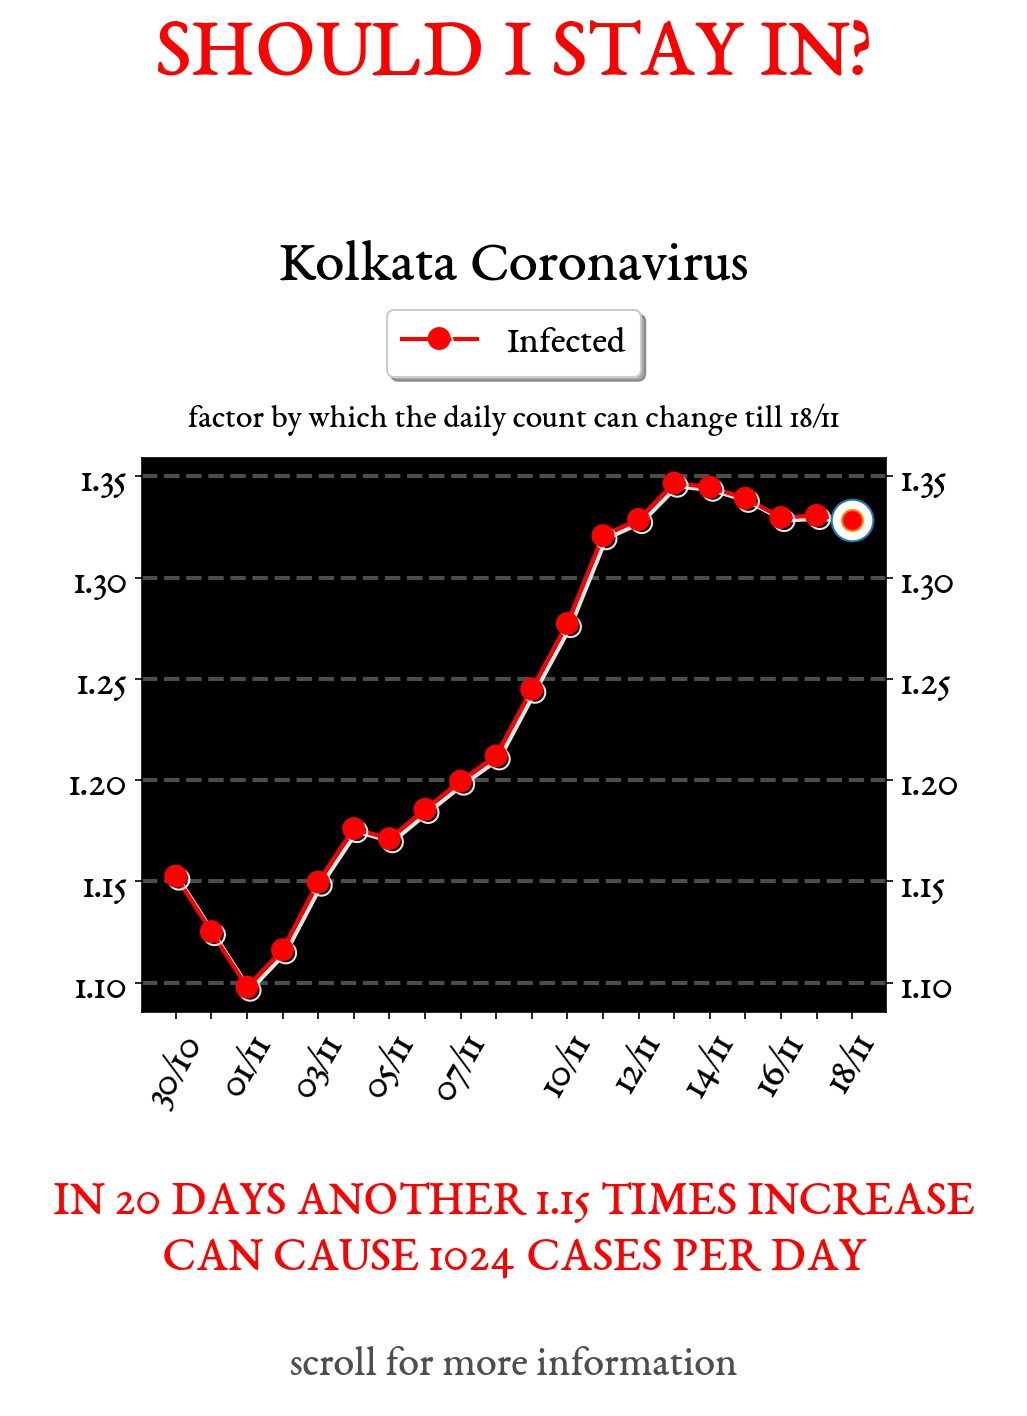 SHOULD I STAY IN?
Kolkata Coronavirus
Infected
factor by which the daily count can change till 18/11
1.35 1.35
1.30 1.30
1.25 1.25
1.20 1.20
1.15 1.15
1.10 1.10
30/10 01/11 03/11 05/11 07/11 10/11 12/11 14/11 16/11 18/11
IN 20 DAYS ANOTHER 1.15 TIMES INCREASE
CAN CAUSE 1024 CASES PER DAY
scroll for more information